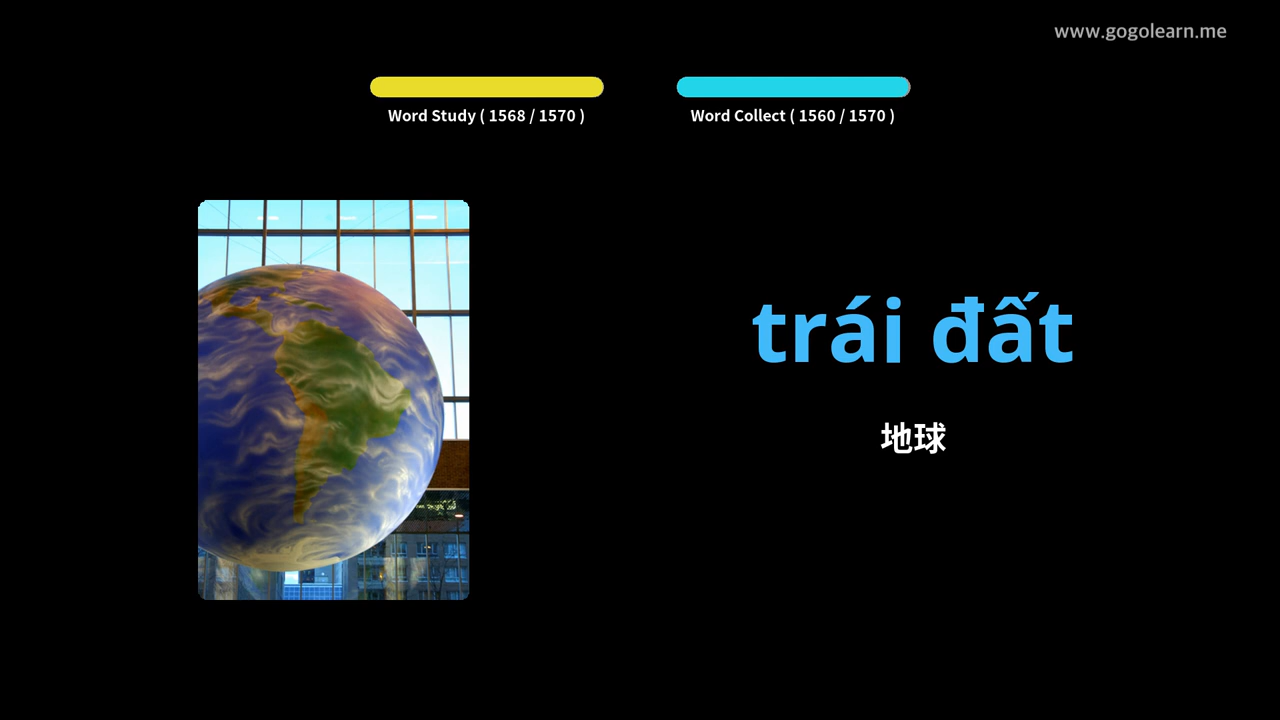 www.gogolearn.me
Word Study ( 1568 / 1570 )
Word Collect ( 1560 / 1570 )
trái đất
地球